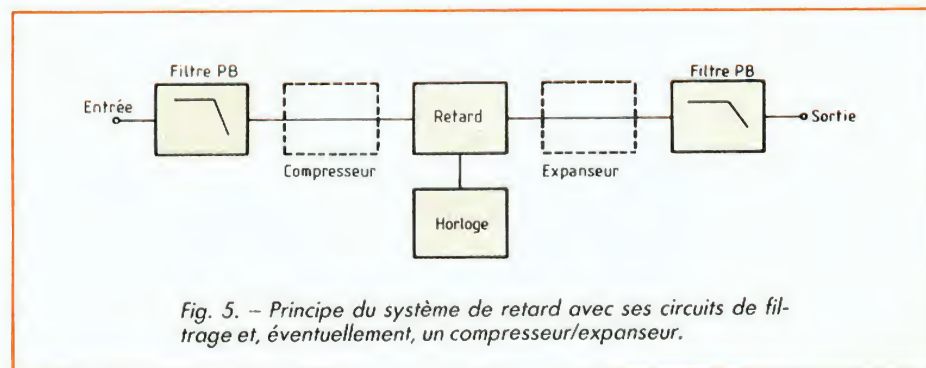 Filtre PB
Filtre PB
Entrée
Retard
Sortie
Compresseur
Expanseur
Horloge
Fig. 5. – Principe du système de retard avec ses circuits de fil-
trage et, éventuellement, un compresseur/expanseur.